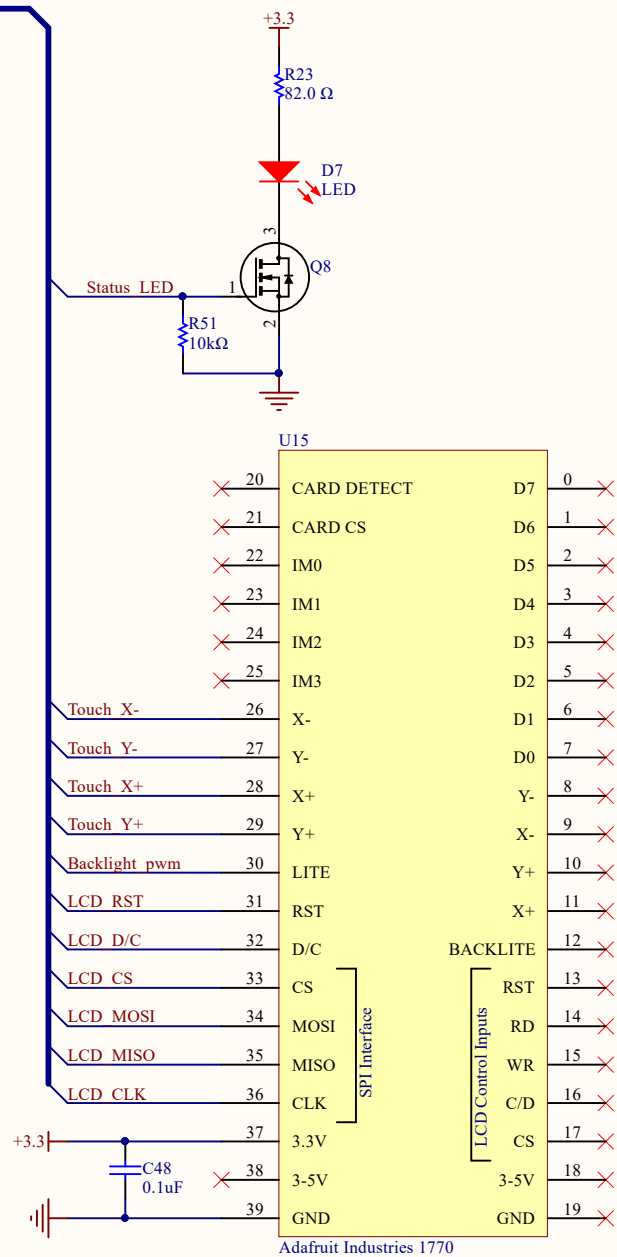 +3.3
R23
82.0 Ω
D7
LED
3
Q8
Status_LED
1
2
R51
10kΩ
U15
20 CARD DETECT D7 0
21 CARD CS D6 1
22 IM0 D5 2
23 IM1 D4 3
24 IM2 D3 4
25 IM3 D2 5
Touch_X- 26 X- D1 6
Touch_Y- 27 Y- D0 7
Touch_X+ 28 X+ Y- 8
Touch_Y+ 29 Y+ X- 9
Backlight_pwm 30 LITE Y+ 10
LCD_RST 31 RST X+ 11
LCD_D/C 32 D/C BACKLITE 12
LCD_CS 33 CS RST 13
LCD_MOSI 34 MOSI RD 14
LCD_MISO 35 MISO WR 15
LCD_CLK 36 CLK C/D 16
SPI Interface
LCD Control Inputs
+3.3 37 3.3V CS 17
C48
0.1uF
38 3-5V 3-5V 18
39 GND GND 19
Adafruit Industries 1770